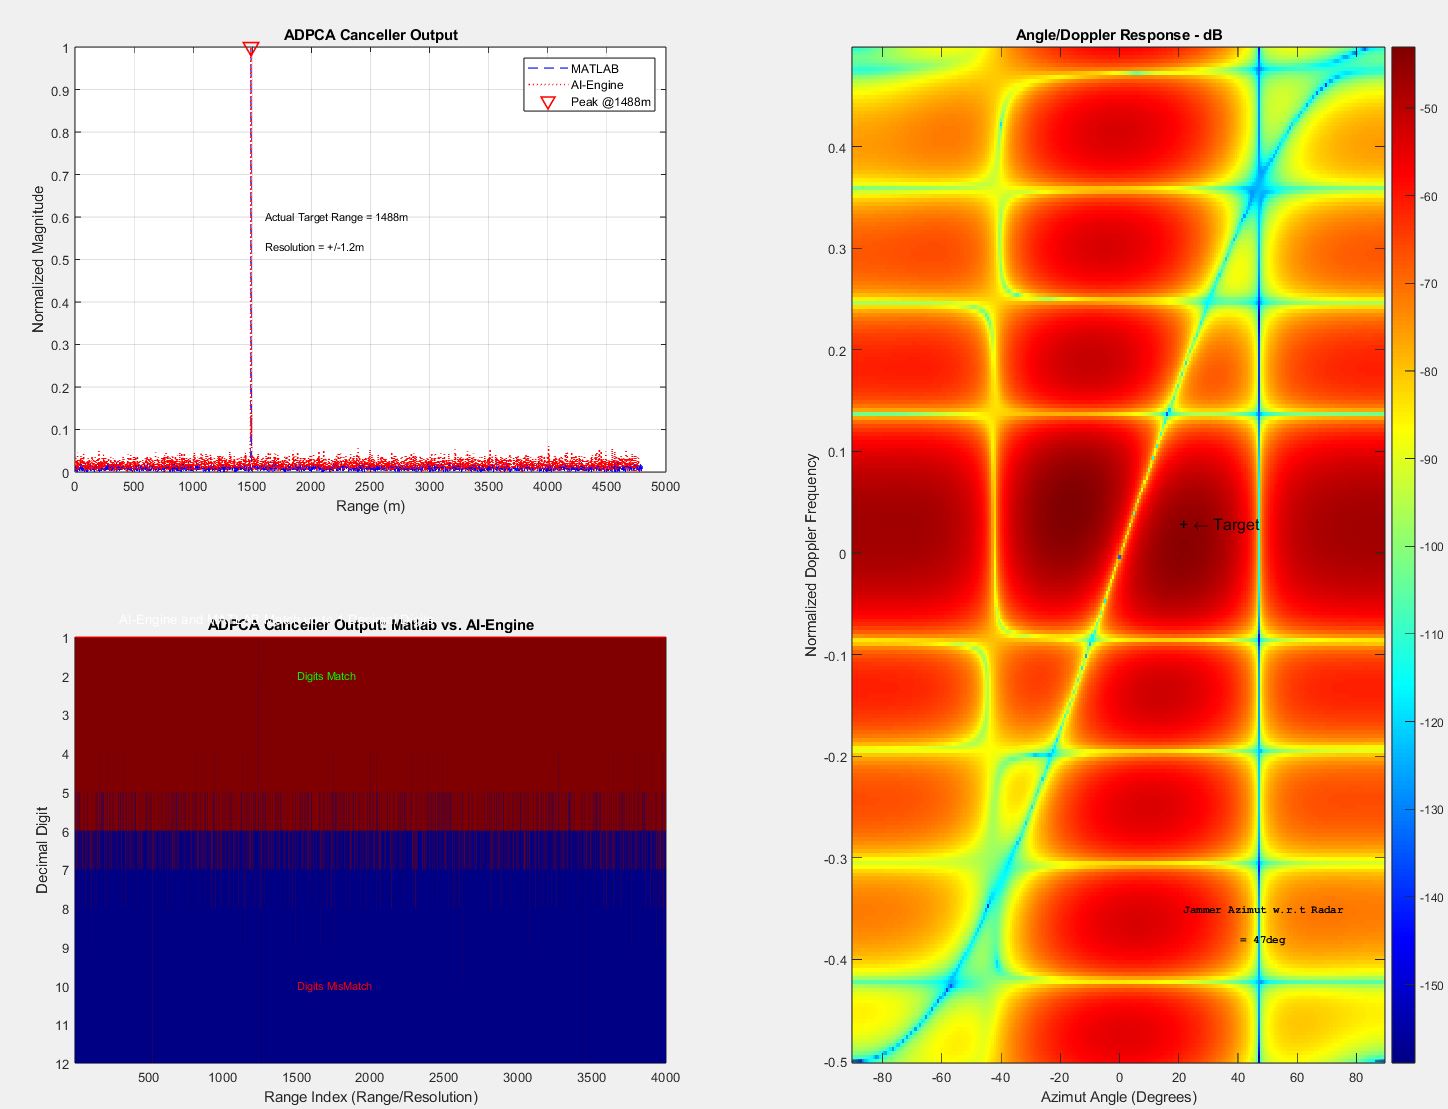 ADPCA Canceller Output
1
0.9
0.8
0.7
0.6
0.5
0.4
0.3
0.2
0.1
0
Normalized Magnitude
MATLAB
AI-Engine
Peak @1488m
Actual Target Range = 1488m
Resolution = +/-1.2m
0 500 1000 1500 2000 2500 3000 3500 4000 4500 5000
Range (m)
AI-Engine and
ADPCA Canceller Output: Matlab vs. AI-Engine
1
2
3
4
5
6
7
8
9
10
11
12
Decimal Digit
Digits Match
Digits MisMatch
500 1000 1500 2000 2500 3000 3500 4000
Range Index (Range/Resolution)
Angle/Doppler Response - dB
0.4
0.3
0.2
0.1
0
-0.1
-0.2
-0.3
-0.4
-0.5
Normalized Doppler Frequency
+ ← Target
Jammer Azimut w.r.t Radar
= 47deg
-80 -60 -40 -20 0 20 40 60 80
Azimut Angle (Degrees)
-50
-60
-70
-80
-90
-100
-110
-120
-130
-140
-150